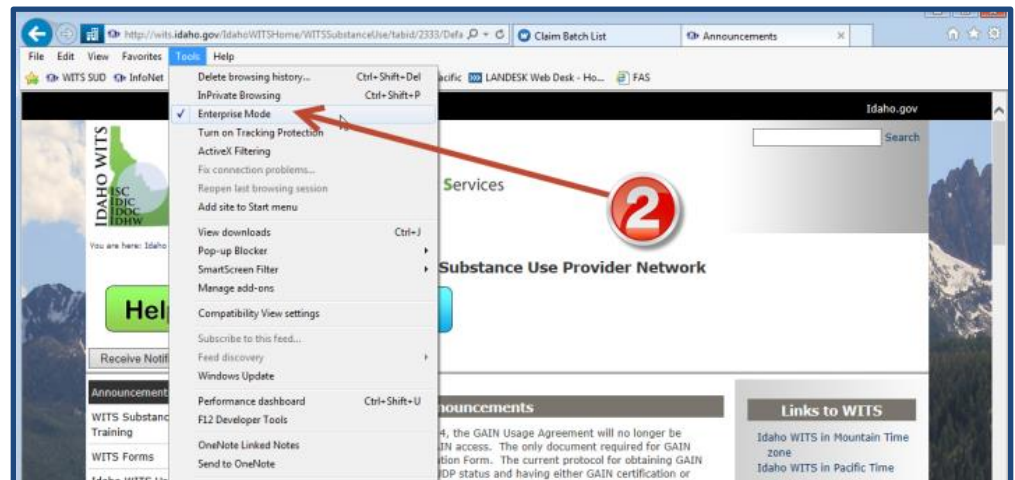 http://wits.idaho.gov/IdahoWITSHome/WITSSubstanceUse/tabid/2333/Defa
Claim Batch List
Announcements
File Edit View Favorites Tools Help
WITS SUD InfoNet
acific LANDESK Web Desk - Ho... FAS
Delete browsing history... Ctrl+Shift+Del
InPrivate Browsing Ctrl+Shift+P
Enterprise Mode
Turn on Tracking Protection
ActiveX Filtering
Fix connection problems...
Reopen last browsing session
Add site to Start menu
View downloads Ctrl+J
Pop-up Blocker
SmartScreen Filter
Manage add-ons
Compatibility View settings
Subscribe to this feed...
Feed discovery
Windows Update
Performance dashboard Ctrl+Shift+U
F12 Developer Tools
OneNote Linked Notes
Send to OneNote
Idaho.gov
Search
IDAHO WITS
ISC
IDJC
IDOC
IDHW
Services
2
You are here: Idaho
Substance Use Provider Network
Hel
Receive Notif
Announcement
WITS Substanc
Training
WITS Forms
Idaho WITS Us
nouncements
4, the GAIN Usage Agreement will no longer be
IN access. The only document required for GAIN
tion Form. The current protocol for obtaining GAIN
UDP status and having either GAIN certification or
Links to WITS
Idaho WITS in Mountain Time
zone
Idaho WITS in Pacific Time